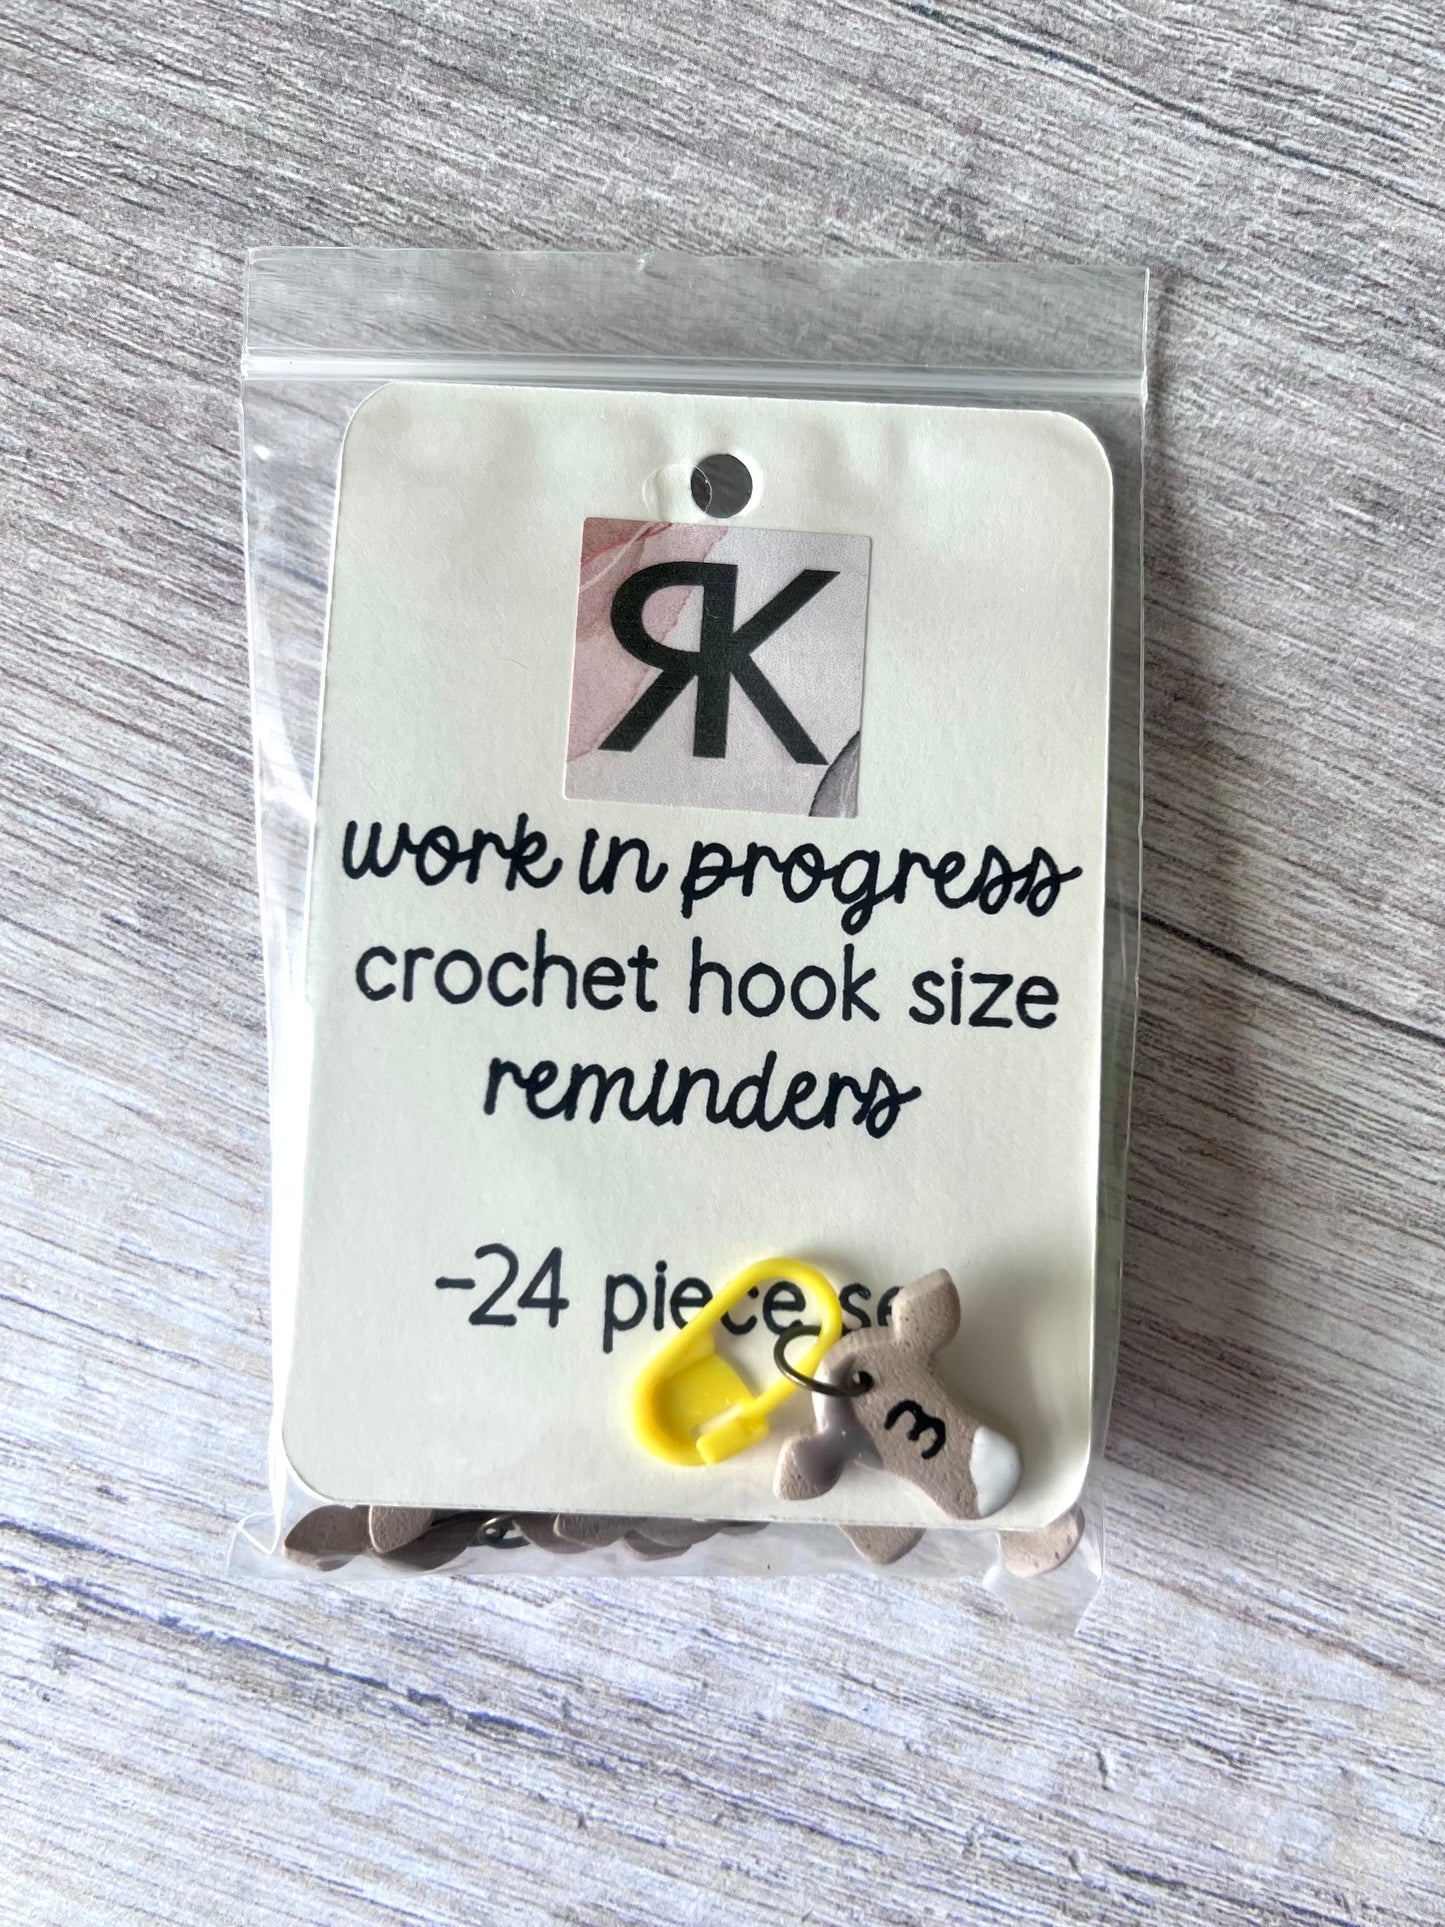 RK
work in progress
crochet hook size
reminders
-24 piece se
3